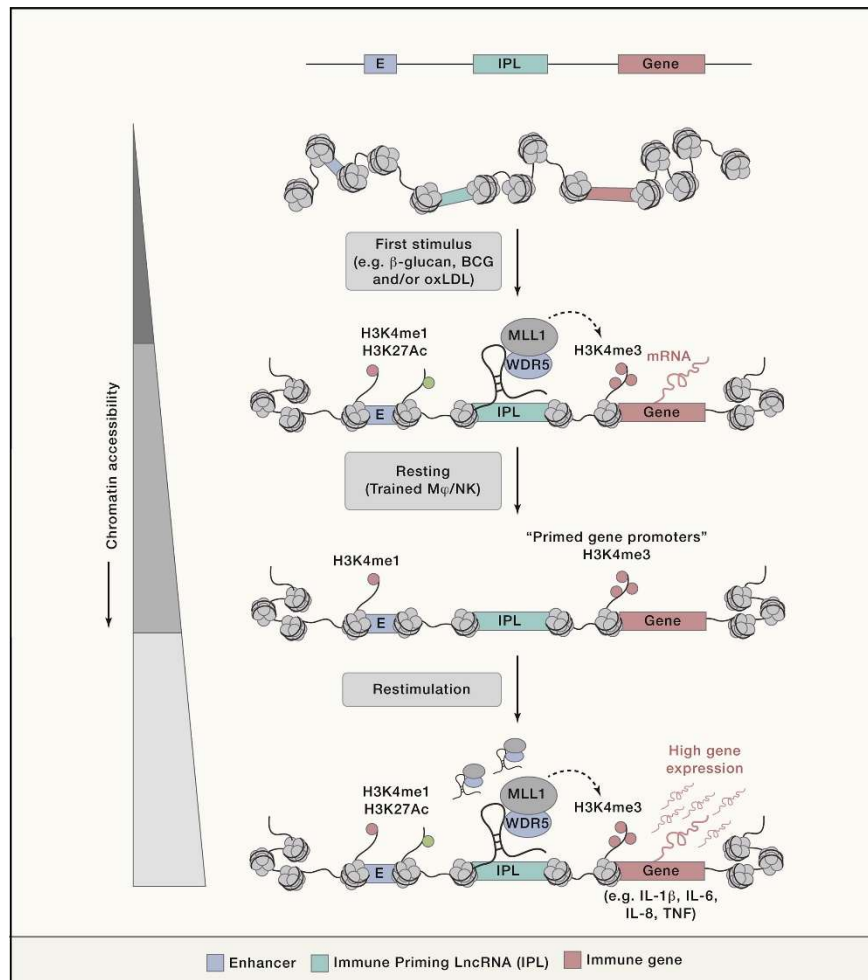 E IPL Gene
First stimulus
(e.g. β-glucan, BCG
and/or oxLDL)
H3K4me1
H3K27Ac
MLL1
WDR5
H3K4me3
mRNA
E IPL Gene
Chromatin accessibility
Resting
(Trained Mφ/NK)
H3K4me1
“Primed gene promoters”
H3K4me3
E IPL Gene
Restimulation
H3K4me1
H3K27Ac
MLL1
WDR5
H3K4me3
High gene
expression
E IPL Gene
(e.g. IL-1β, IL-6,
IL-8, TNF)
Enhancer Immune Priming LncRNA (IPL) Immune gene